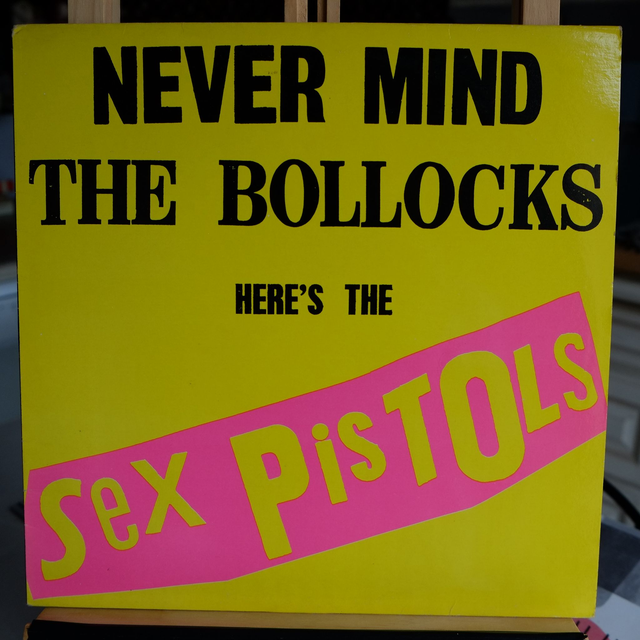 NEVER MIND
THE BOLLOCKS
HERE'S THE
Sex PiSTOLS